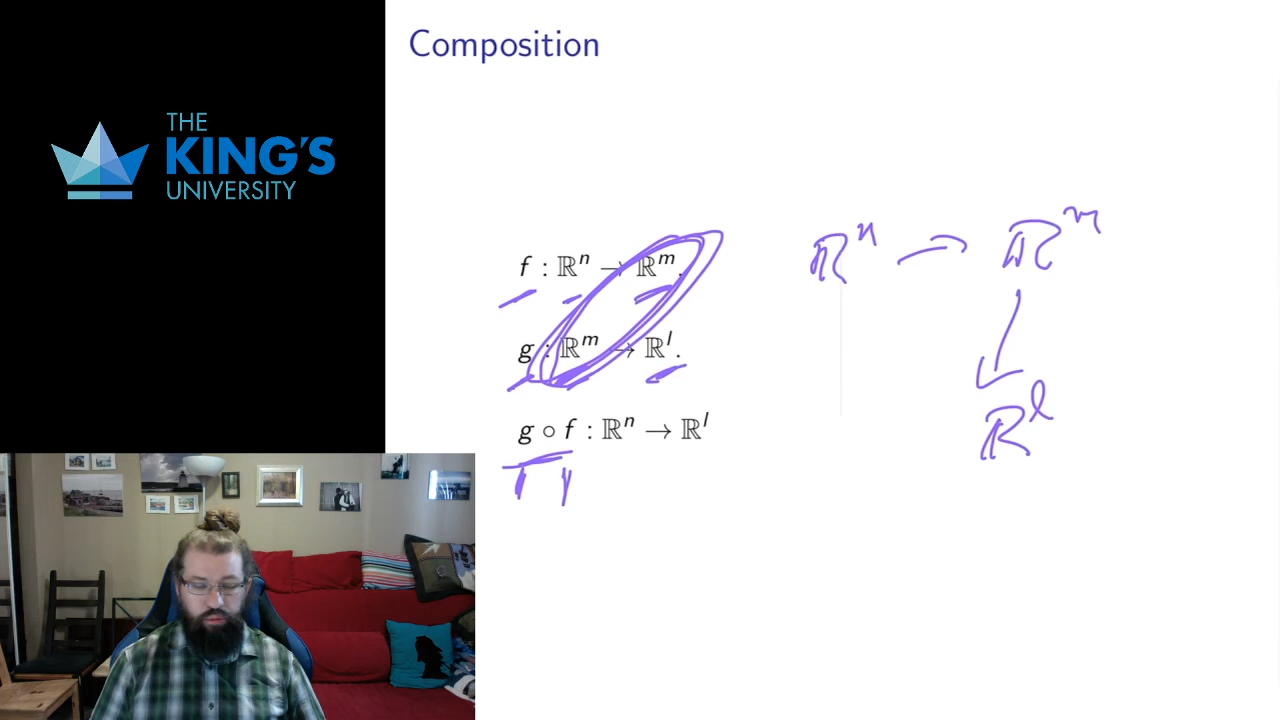 THE
KING'S
UNIVERSITY
Composition
f : ℝⁿ → ℝᵐ.
g : ℝᵐ → ℝˡ.
g ∘ f : ℝⁿ → ℝˡ
ℝⁿ → ℝᵐ
ℝˡ